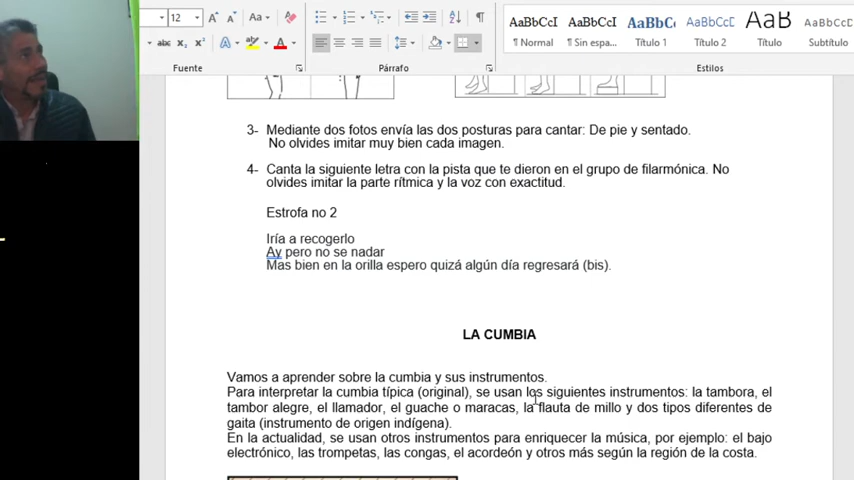 12 Aa
AaBbCcI AaBbCcI AaBbC( AaBbCcI AaB AaBbCcI
abc x₂ x² A A
¶ Normal ¶ Sin espa... Título 1 Título 2 Título Subtítulo
Fuente Párrafo Estilos
3- Mediante dos fotos envía las dos posturas para cantar: De pie y sentado.
No olvides imitar muy bien cada imagen.
4- Canta la siguiente letra con la pista que te dieron en el grupo de filarmónica. No
olvides imitar la parte rítmica y la voz con exactitud.
Estrofa no 2
Iría a recogerlo
Ay pero no se nadar
Mas bien en la orilla espero quizá algún día regresará (bis).
LA CUMBIA
Vamos a aprender sobre la cumbia y sus instrumentos.
Para interpretar la cumbia típica (original), se usan los siguientes instrumentos: la tambora, el
tambor alegre, el llamador, el guache o maracas, la flauta de millo y dos tipos diferentes de
gaita (instrumento de origen indígena).
En la actualidad, se usan otros instrumentos para enriquecer la música, por ejemplo: el bajo
electrónico, las trompetas, las congas, el acordeón y otros más según la región de la costa.